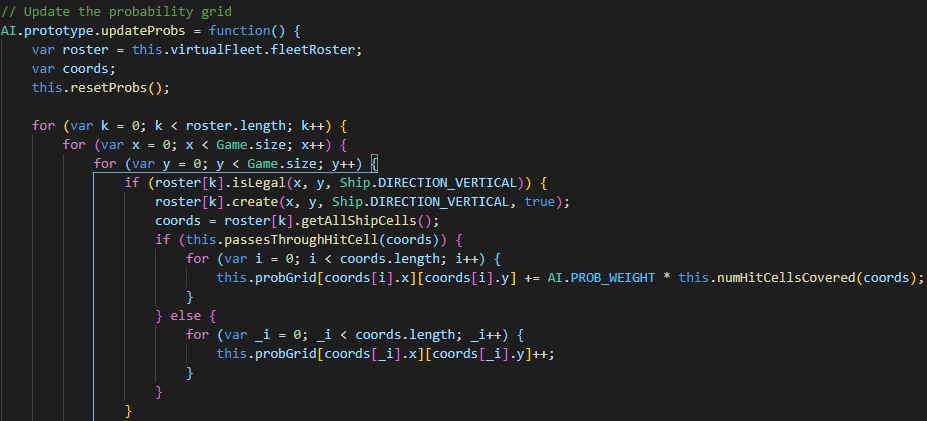 // Update the probability grid
AI.prototype.updateProbs = function() {
    var roster = this.virtualFleet.fleetRoster;
    var coords;
    this.resetProbs();

    for (var k = 0; k < roster.length; k++) {
        for (var x = 0; x < Game.size; x++) {
            for (var y = 0; y < Game.size; y++) {
                if (roster[k].isLegal(x, y, Ship.DIRECTION_VERTICAL)) {
                    roster[k].create(x, y, Ship.DIRECTION_VERTICAL, true);
                    coords = roster[k].getAllShipCells();
                    if (this.passesThroughHitCell(coords)) {
                        for (var i = 0; i < coords.length; i++) {
                            this.probGrid[coords[i].x][coords[i].y] += AI.PROB_WEIGHT * this.numHitCellsCovered(coords);
                        }
                    } else {
                        for (var _i = 0; _i < coords.length; _i++) {
                            this.probGrid[coords[_i].x][coords[_i].y]++;
                        }
                    }
                }